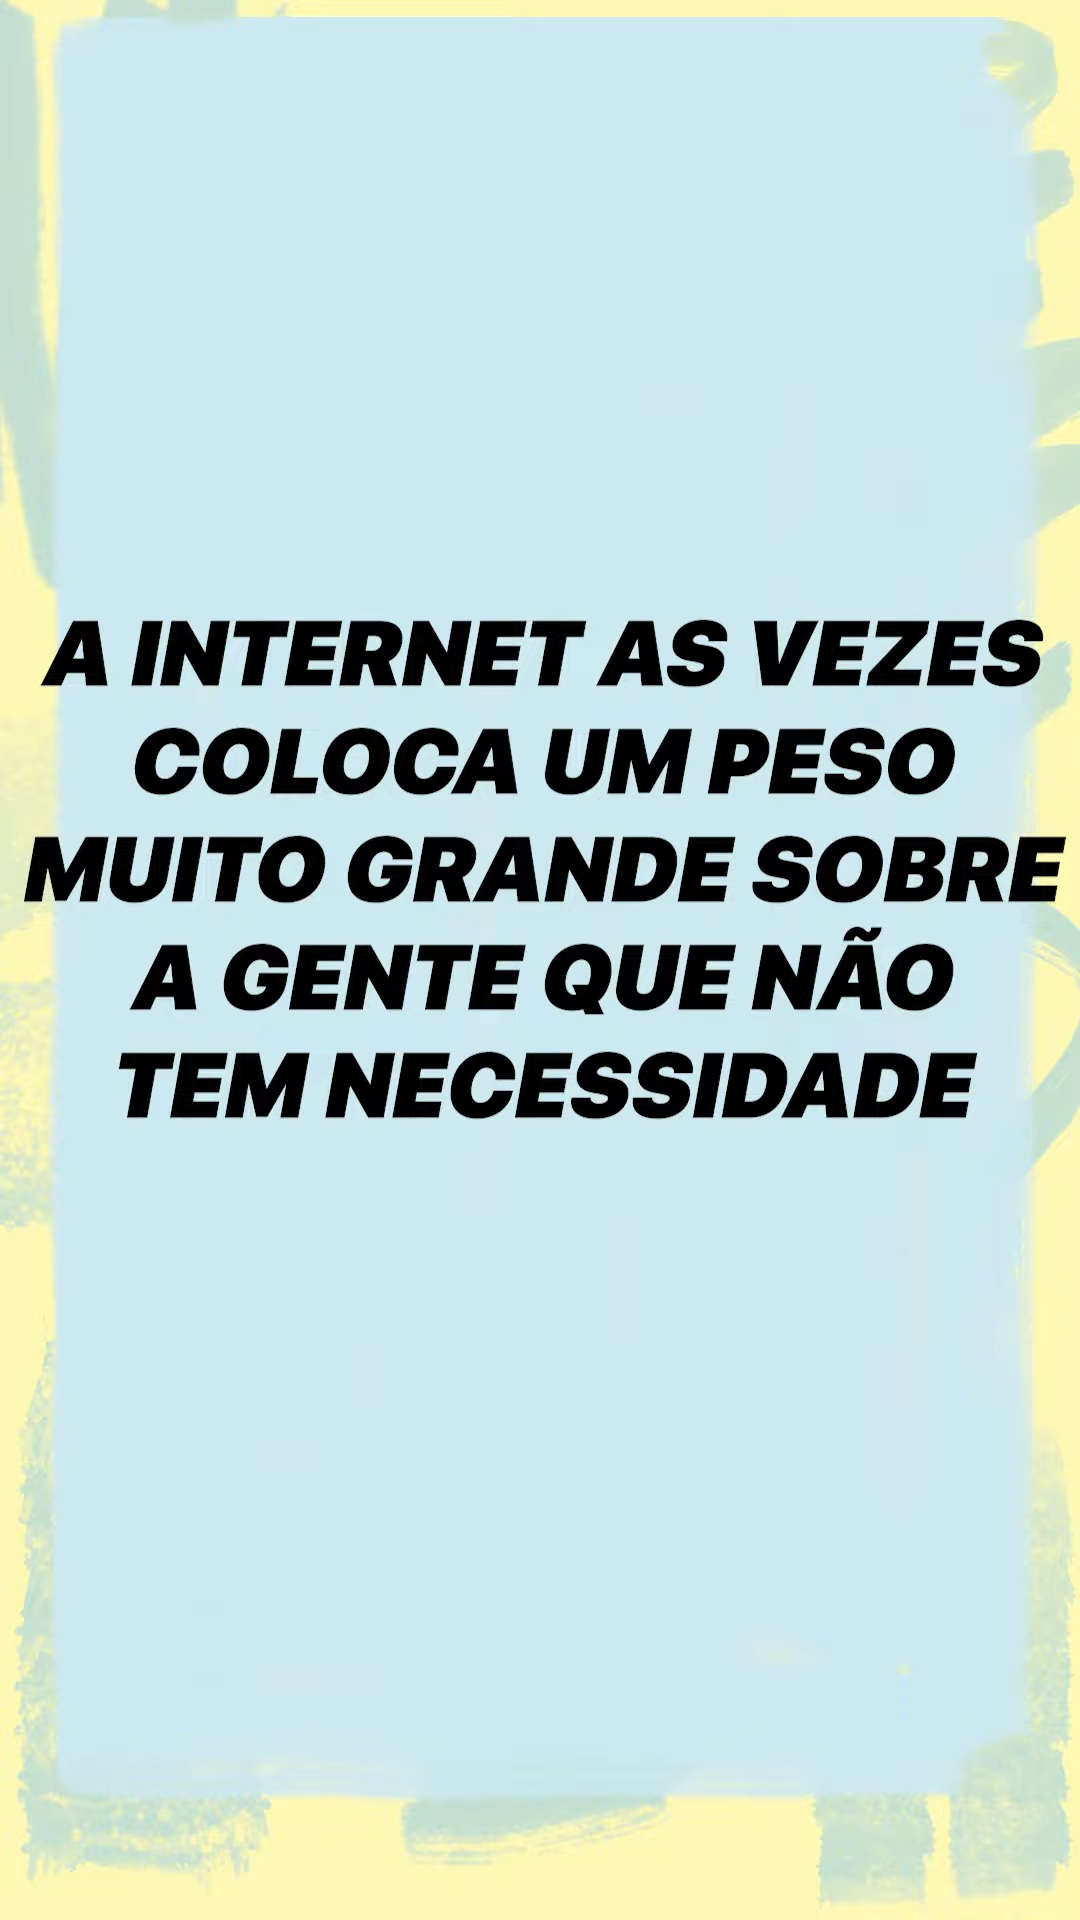 A INTERNET AS VEZES
COLOCA UM PESO
MUITO GRANDE SOBRE
A GENTE QUE NÃO
TEM NECESSIDADE